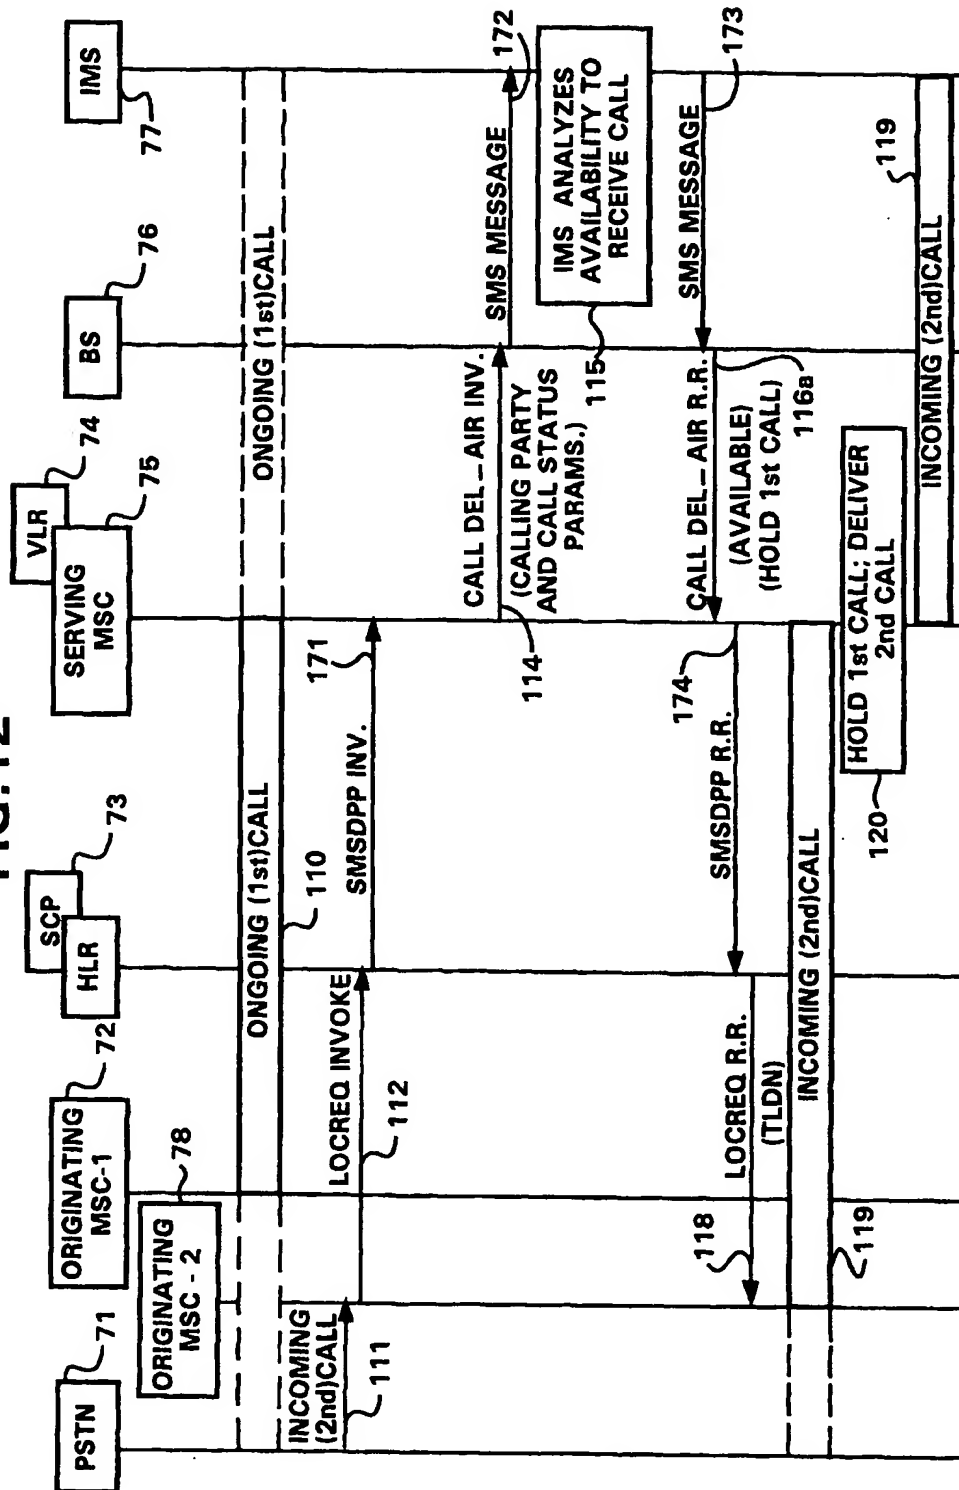 FIG.12
PSTN
71
ORIGINATING
MSC - 2
78
ORIGINATING
MSC-1
72
SCP
HLR
73
VLR
74
SERVING
MSC
75
BS
76
IMS
77
ONGOING (1st)CALL
ONGOING (1st)CALL
110
INCOMING
(2nd)CALL
111
LOCREQ INVOKE
112
SMSDPP INV.
171
CALL DEL-AIR INV.
(CALLING PARTY
AND CALL STATUS
PARAMS.)
114
SMS MESSAGE
172
IMS ANALYZES
AVAILABILITY TO
RECEIVE CALL
115
SMS MESSAGE
173
CALL DEL-AIR R.R.
(AVAILABLE)
(HOLD 1st CALL)
116a
SMSDPP R.R.
174
LOCREQ R.R.
(TLDN)
118
INCOMING (2nd)CALL
119
HOLD 1st CALL; DELIVER
2nd CALL
120
INCOMING (2nd)CALL
119